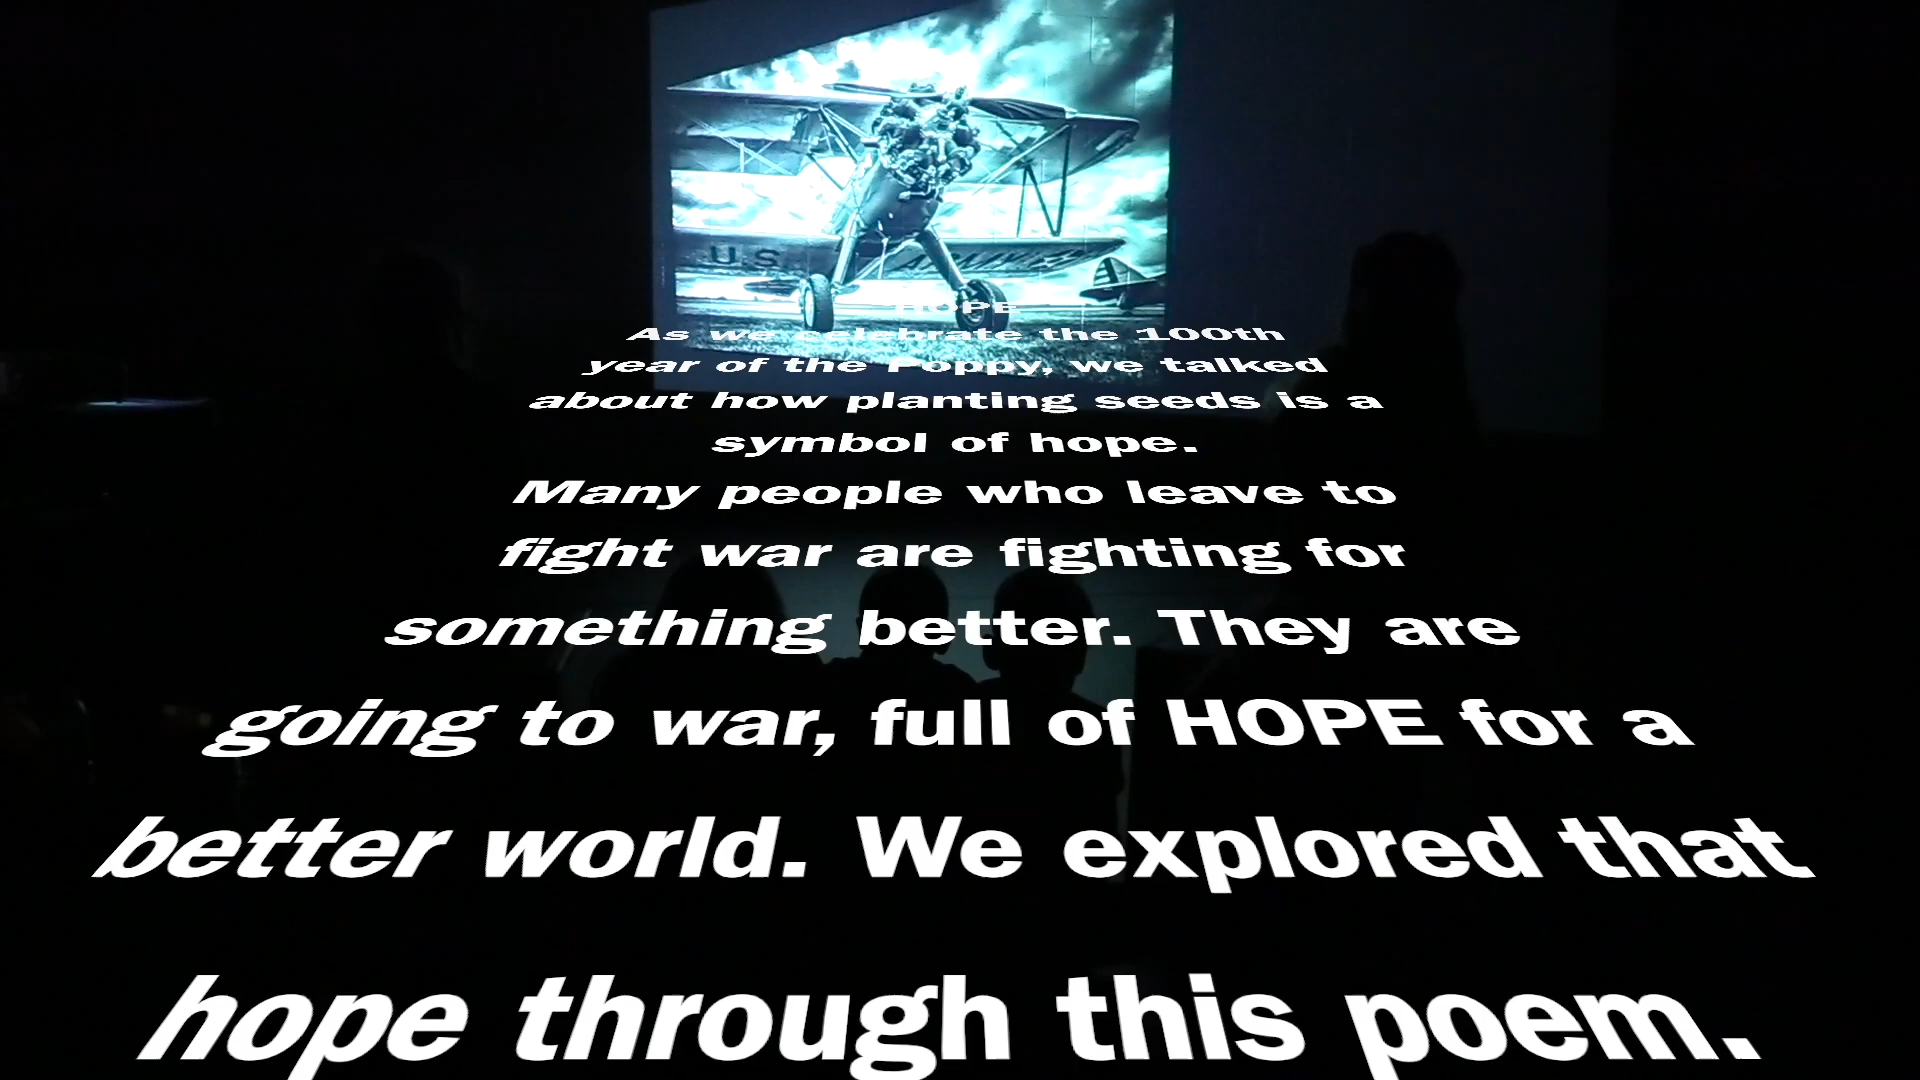 U.S.
HOPE
As we celebrate the 100th
year of the Poppy, we talked
about how planting seeds is a
symbol of hope.
Many people who leave to
fight war are fighting for
something better. They are
going to war, full of HOPE for a
better world. We explored that
hope through this poem.